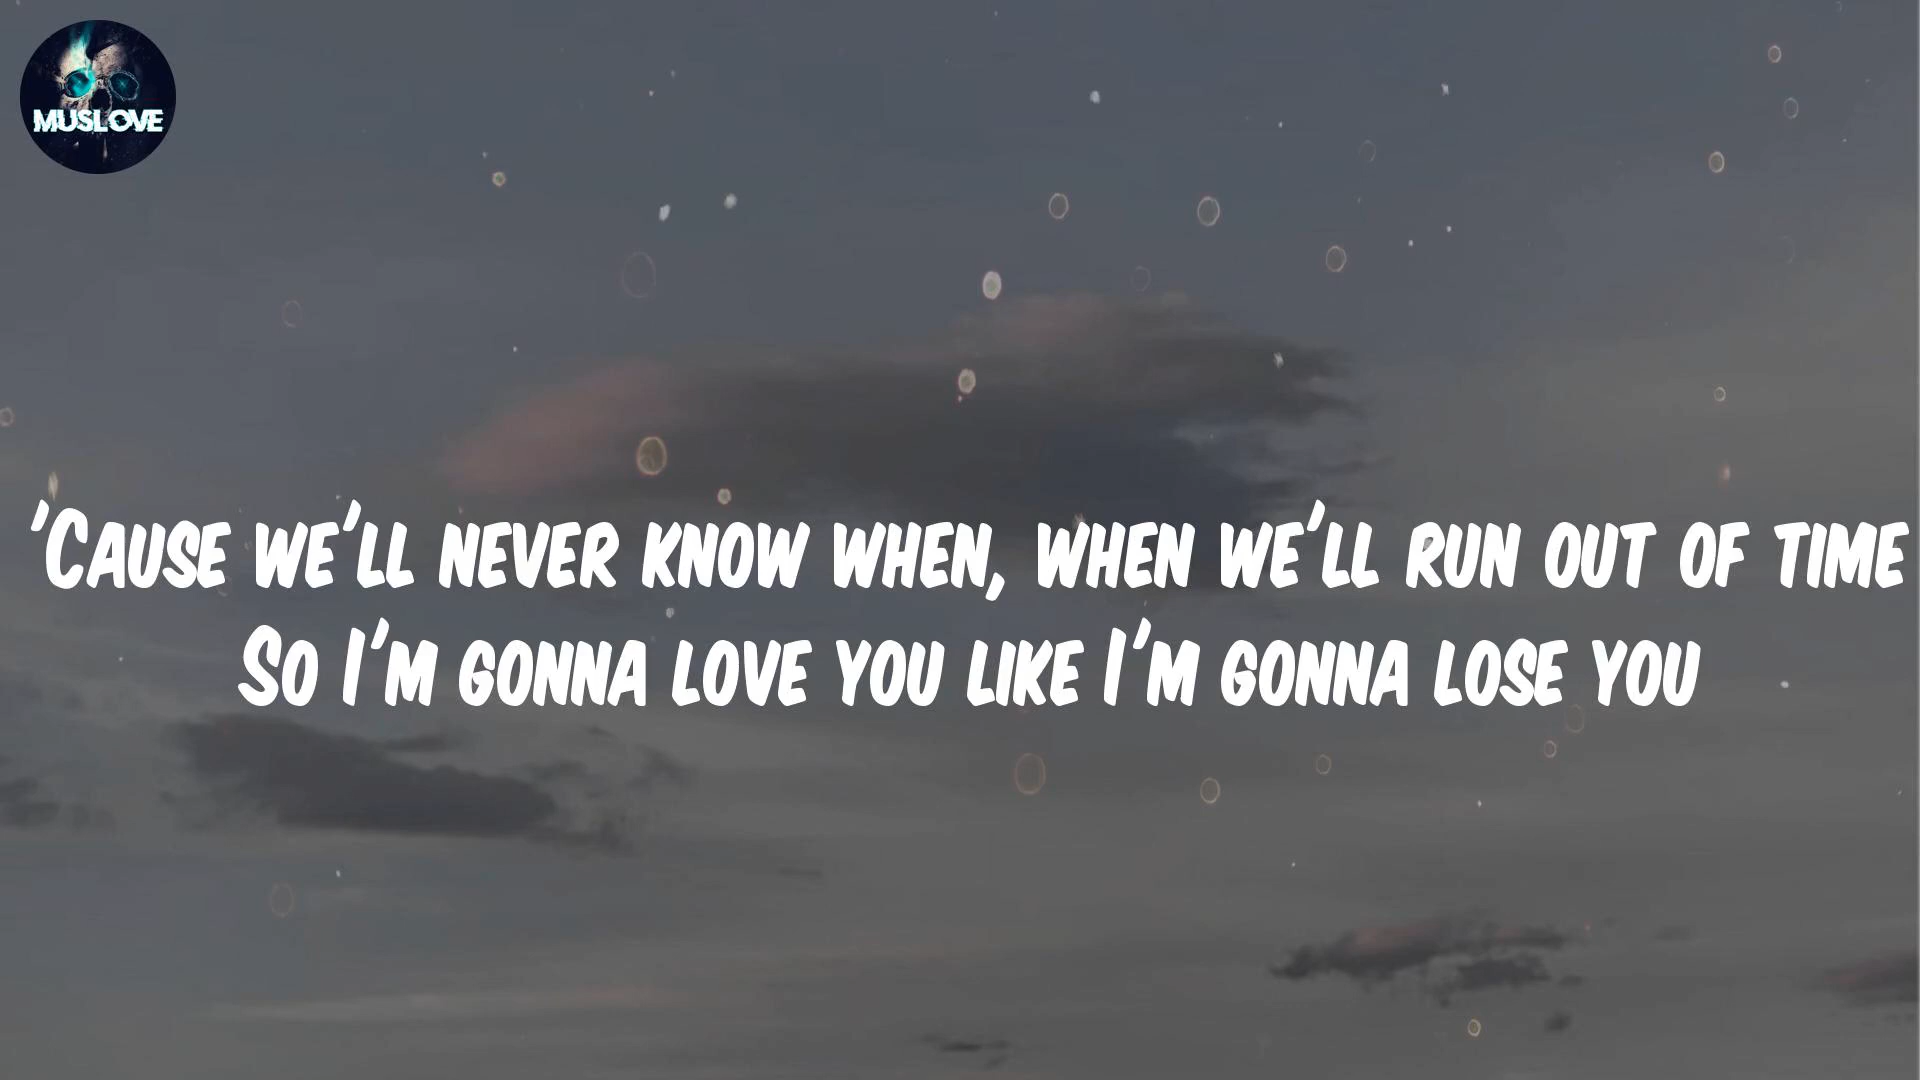 MUSLOVE
'Cause we'll never know when, when we'll run out of time
So I'm gonna love you like I'm gonna lose you